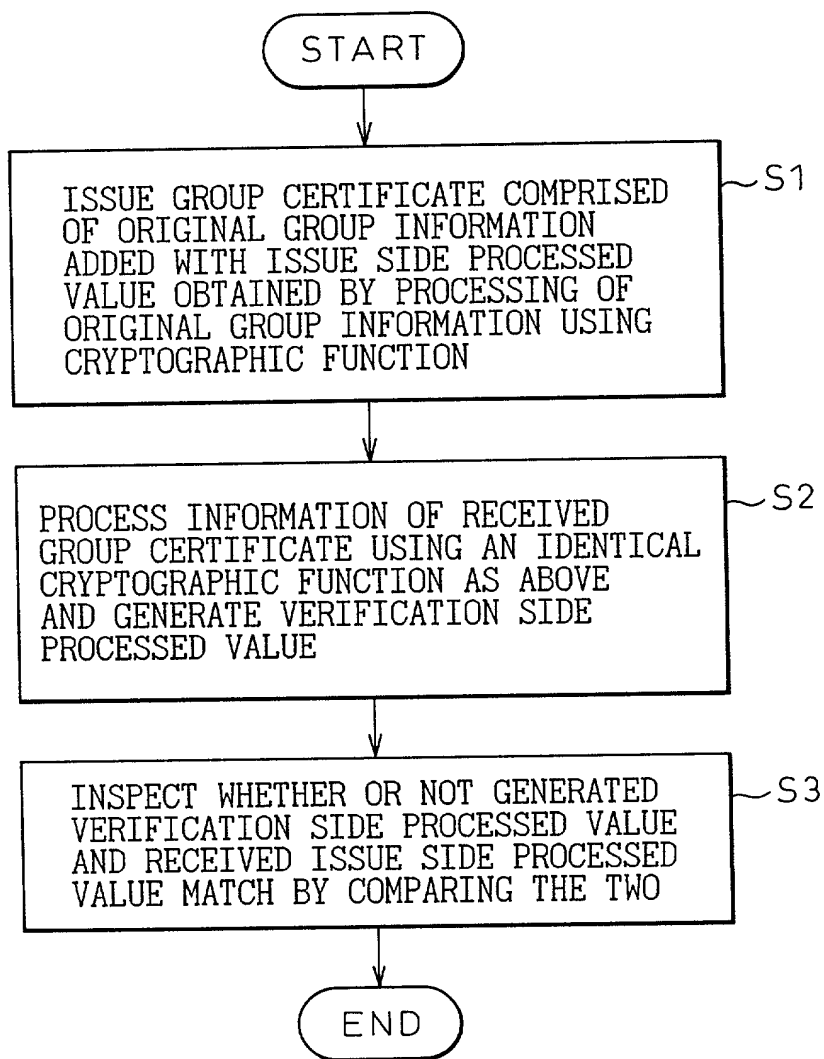 START
ISSUE GROUP CERTIFICATE COMPRISED
OF ORIGINAL GROUP INFORMATION
ADDED WITH ISSUE SIDE PROCESSED
VALUE OBTAINED BY PROCESSING OF
ORIGINAL GROUP INFORMATION USING
CRYPTOGRAPHIC FUNCTION
S1
PROCESS INFORMATION OF RECEIVED
GROUP CERTIFICATE USING AN IDENTICAL
CRYPTOGRAPHIC FUNCTION AS ABOVE
AND GENERATE VERIFICATION SIDE
PROCESSED VALUE
S2
INSPECT WHETHER OR NOT GENERATED
VERIFICATION SIDE PROCESSED VALUE
AND RECEIVED ISSUE SIDE PROCESSED
VALUE MATCH BY COMPARING THE TWO
S3
END